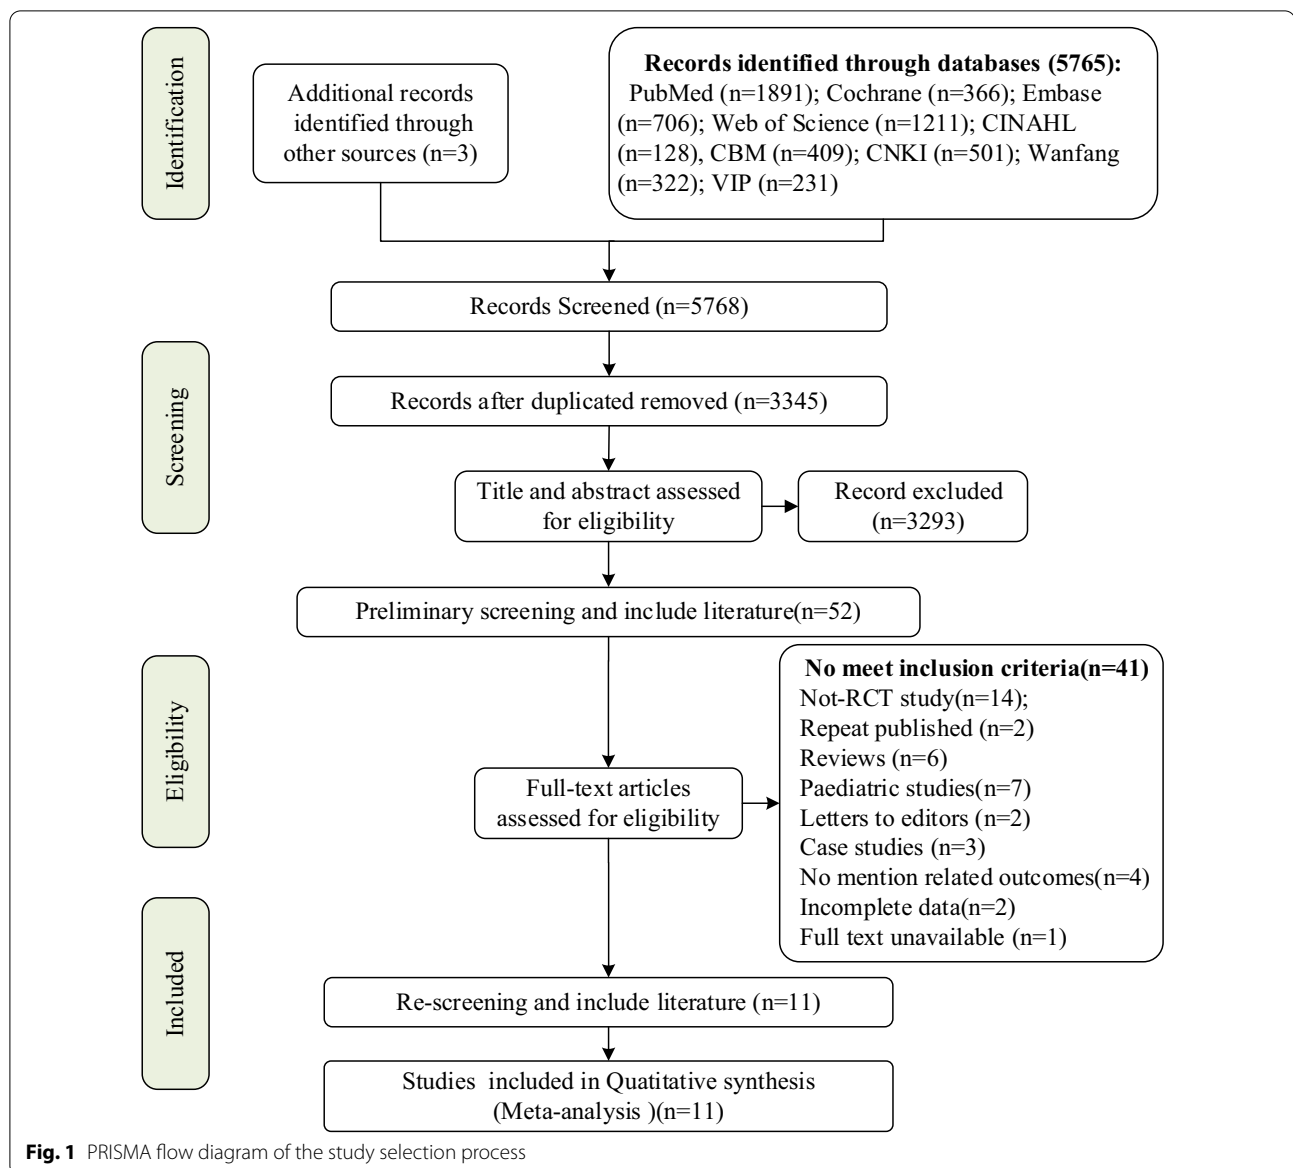 Identification
Additional records
identified through
other sources (n=3)
Records identified through databases (5765):
PubMed (n=1891); Cochrane (n=366); Embase
(n=706); Web of Science (n=1211); CINAHL
(n=128), CBM (n=409); CNKI (n=501); Wanfang
(n=322); VIP (n=231)
Records Screened (n=5768)
Screening
Records after duplicated removed (n=3345)
Title and abstract assessed
for eligibility
Record excluded
(n=3293)
Preliminary screening and include literature(n=52)
Eligibility
Full-text articles
assessed for eligibility
No meet inclusion criteria(n=41)
Not-RCT study(n=14);
Repeat published (n=2)
Reviews (n=6)
Paediatric studies(n=7)
Letters to editors (n=2)
Case studies (n=3)
No mention related outcomes(n=4)
Incomplete data(n=2)
Full text unavailable (n=1)
Included
Re-screening and include literature (n=11)
Studies included in Quatitative synthesis
(Meta-analysis )(n=11)
Fig. 1 PRISMA flow diagram of the study selection process